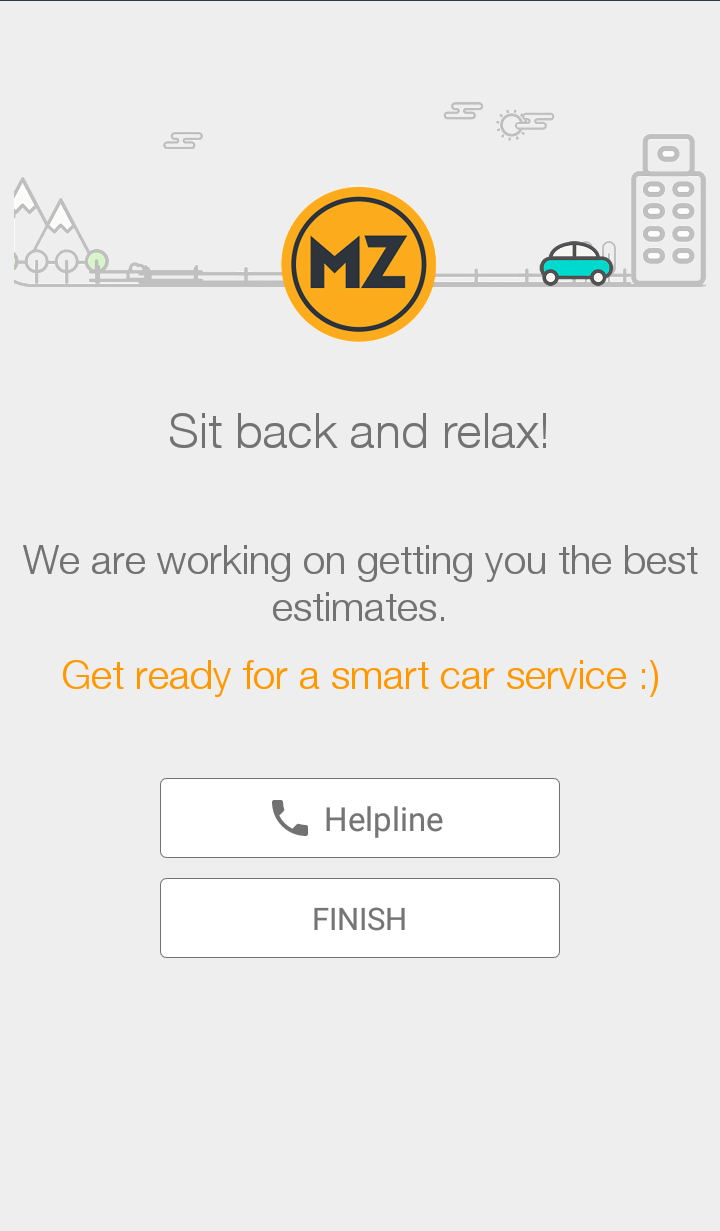 MZ
Sit back and relax!
We are working on getting you the best
estimates.
Get ready for a smart car service :)
Helpline
FINISH